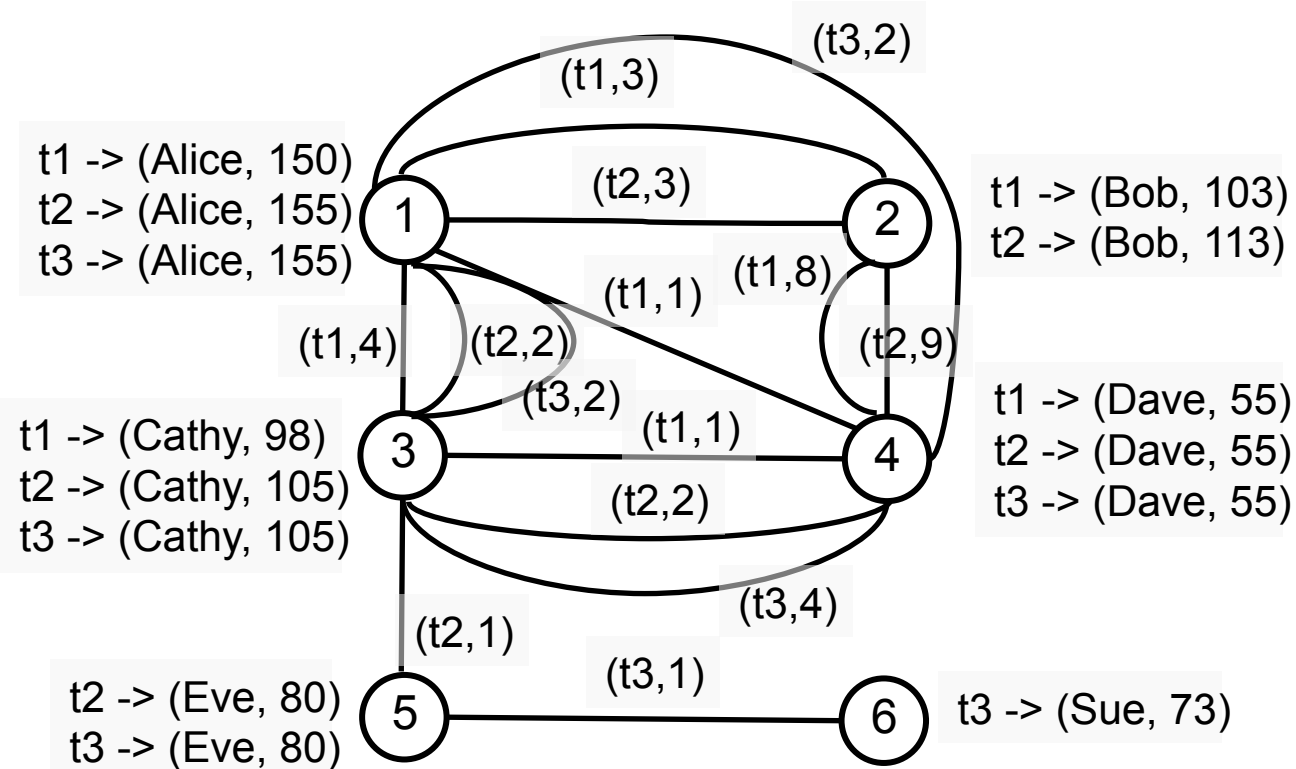 (t3,2)
(t1,3)
t1 -> (Alice, 150)
t2 -> (Alice, 155)
t3 -> (Alice, 155)
(t2,3)
1
2
t1 -> (Bob, 103)
t2 -> (Bob, 113)
(t1,8)
(t1,1)
(t1,4)
(t2,2)
(t2,9)
(t3,2)
t1 -> (Cathy, 98)
t2 -> (Cathy, 105)
t3 -> (Cathy, 105)
3
(t1,1)
4
t1 -> (Dave, 55)
t2 -> (Dave, 55)
t3 -> (Dave, 55)
(t2,2)
(t3,4)
(t2,1)
(t3,1)
t2 -> (Eve, 80)
t3 -> (Eve, 80)
5
6
t3 -> (Sue, 73)